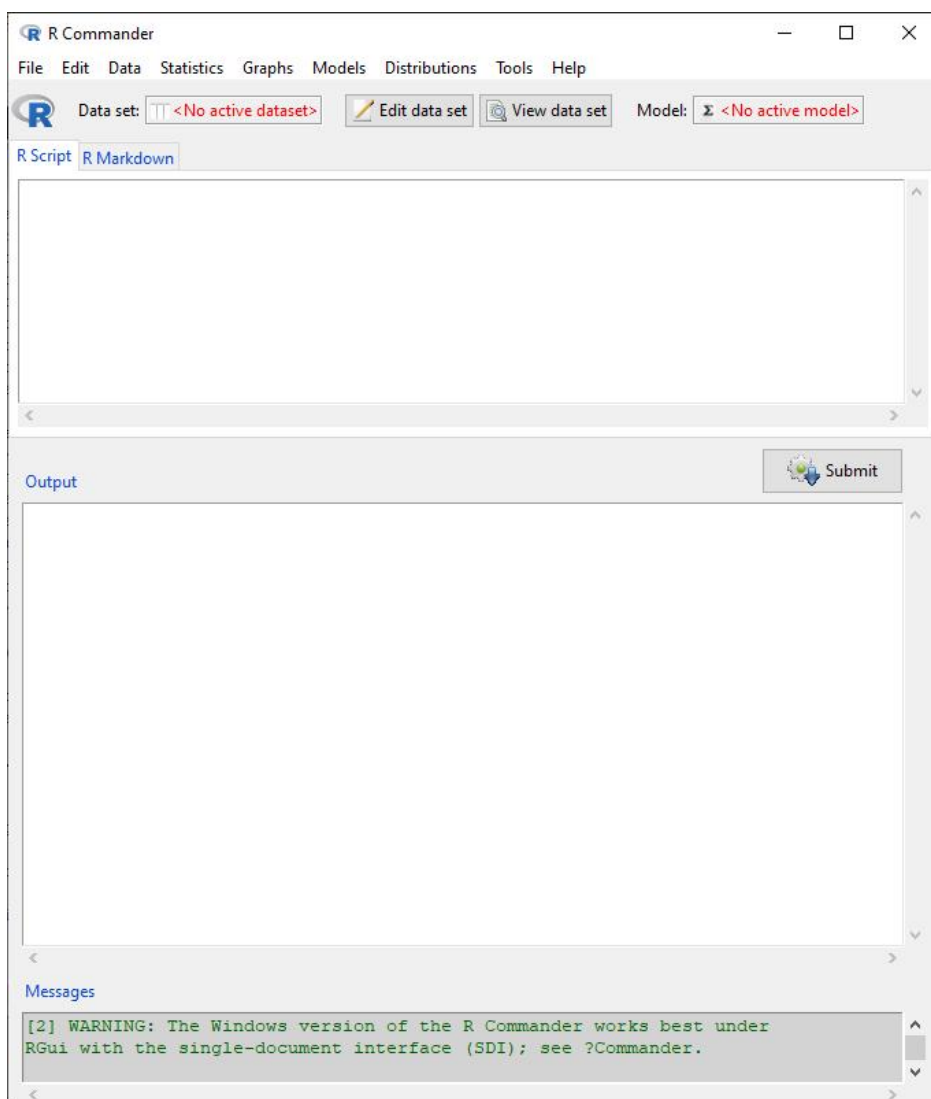 R Commander
File Edit Data Statistics Graphs Models Distributions Tools Help
Data set: <No active dataset> Edit data set View data set Model: Σ <No active model>
R Script R Markdown
Submit
Output
Messages
[2] WARNING: The Windows version of the R Commander works best under
RGui with the single-document interface (SDI); see ?Commander.